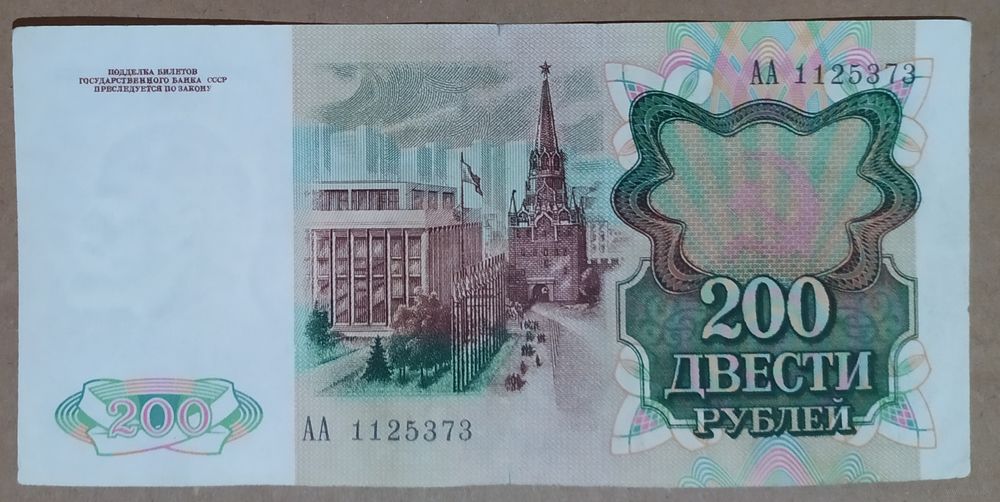 ПОДДЕЛКА БИЛЕТОВ
ГОСУДАРСТВЕННОГО БАНКА СССР
ПРЕСЛЕДУЕТСЯ ПО ЗАКОНУ
АА 1125373
200
ДВЕСТИ
РУБЛЕЙ
200
АА 1125373